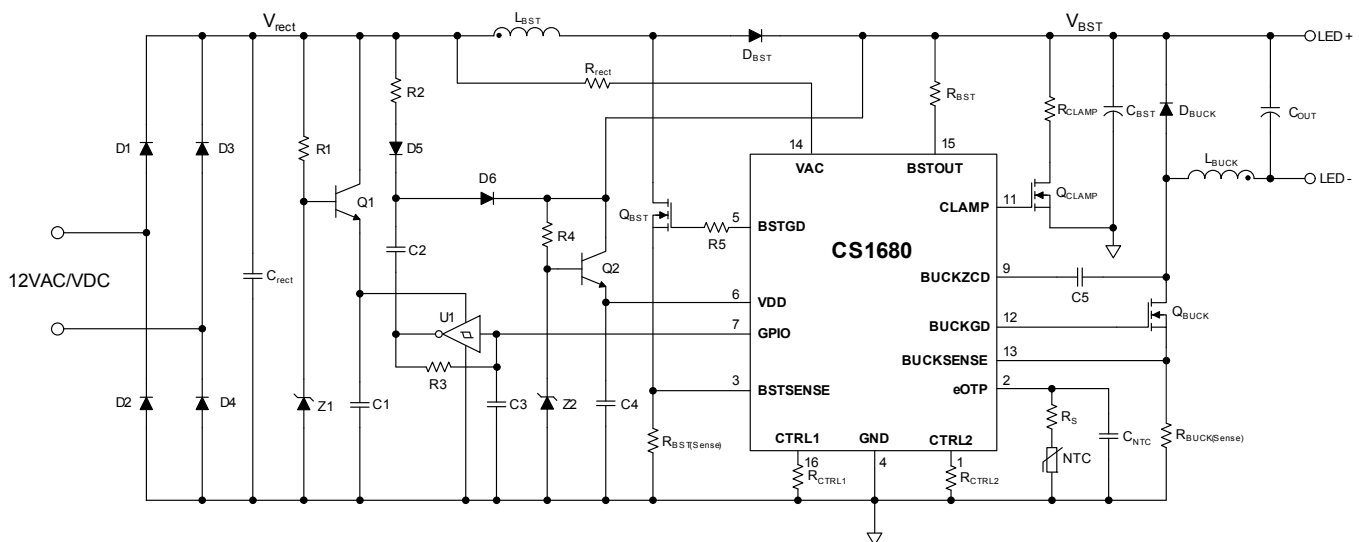 Vrect
LBST
DBST
VBST
LED+
Rrect
R2
RBST
RCLAMP
CBST
DBUCK
COUT
D1
D3
R1
D5
14
15
LBUCK
VAC
BSTOUT
LED-
D6
Q1
QBST
5
CLAMP
11
QCLAMP
R4
R5
BSTGD
CS1680
C2
Q2
12VAC/VDC
Crect
BUCKZCD
9
C5
6
VDD
U1
7
GPIO
BUCKGD
12
QBUCK
BUCKSENSE
13
R3
3
BSTSENSE
eOTP
2
D2
D4
Z1
C1
C3
Z2
C4
RS
CNTC
RBST(Sense)
CTRL1
GND
CTRL2
RBUCK(Sense)
NTC
16
4
1
RCTRL1
RCTRL2